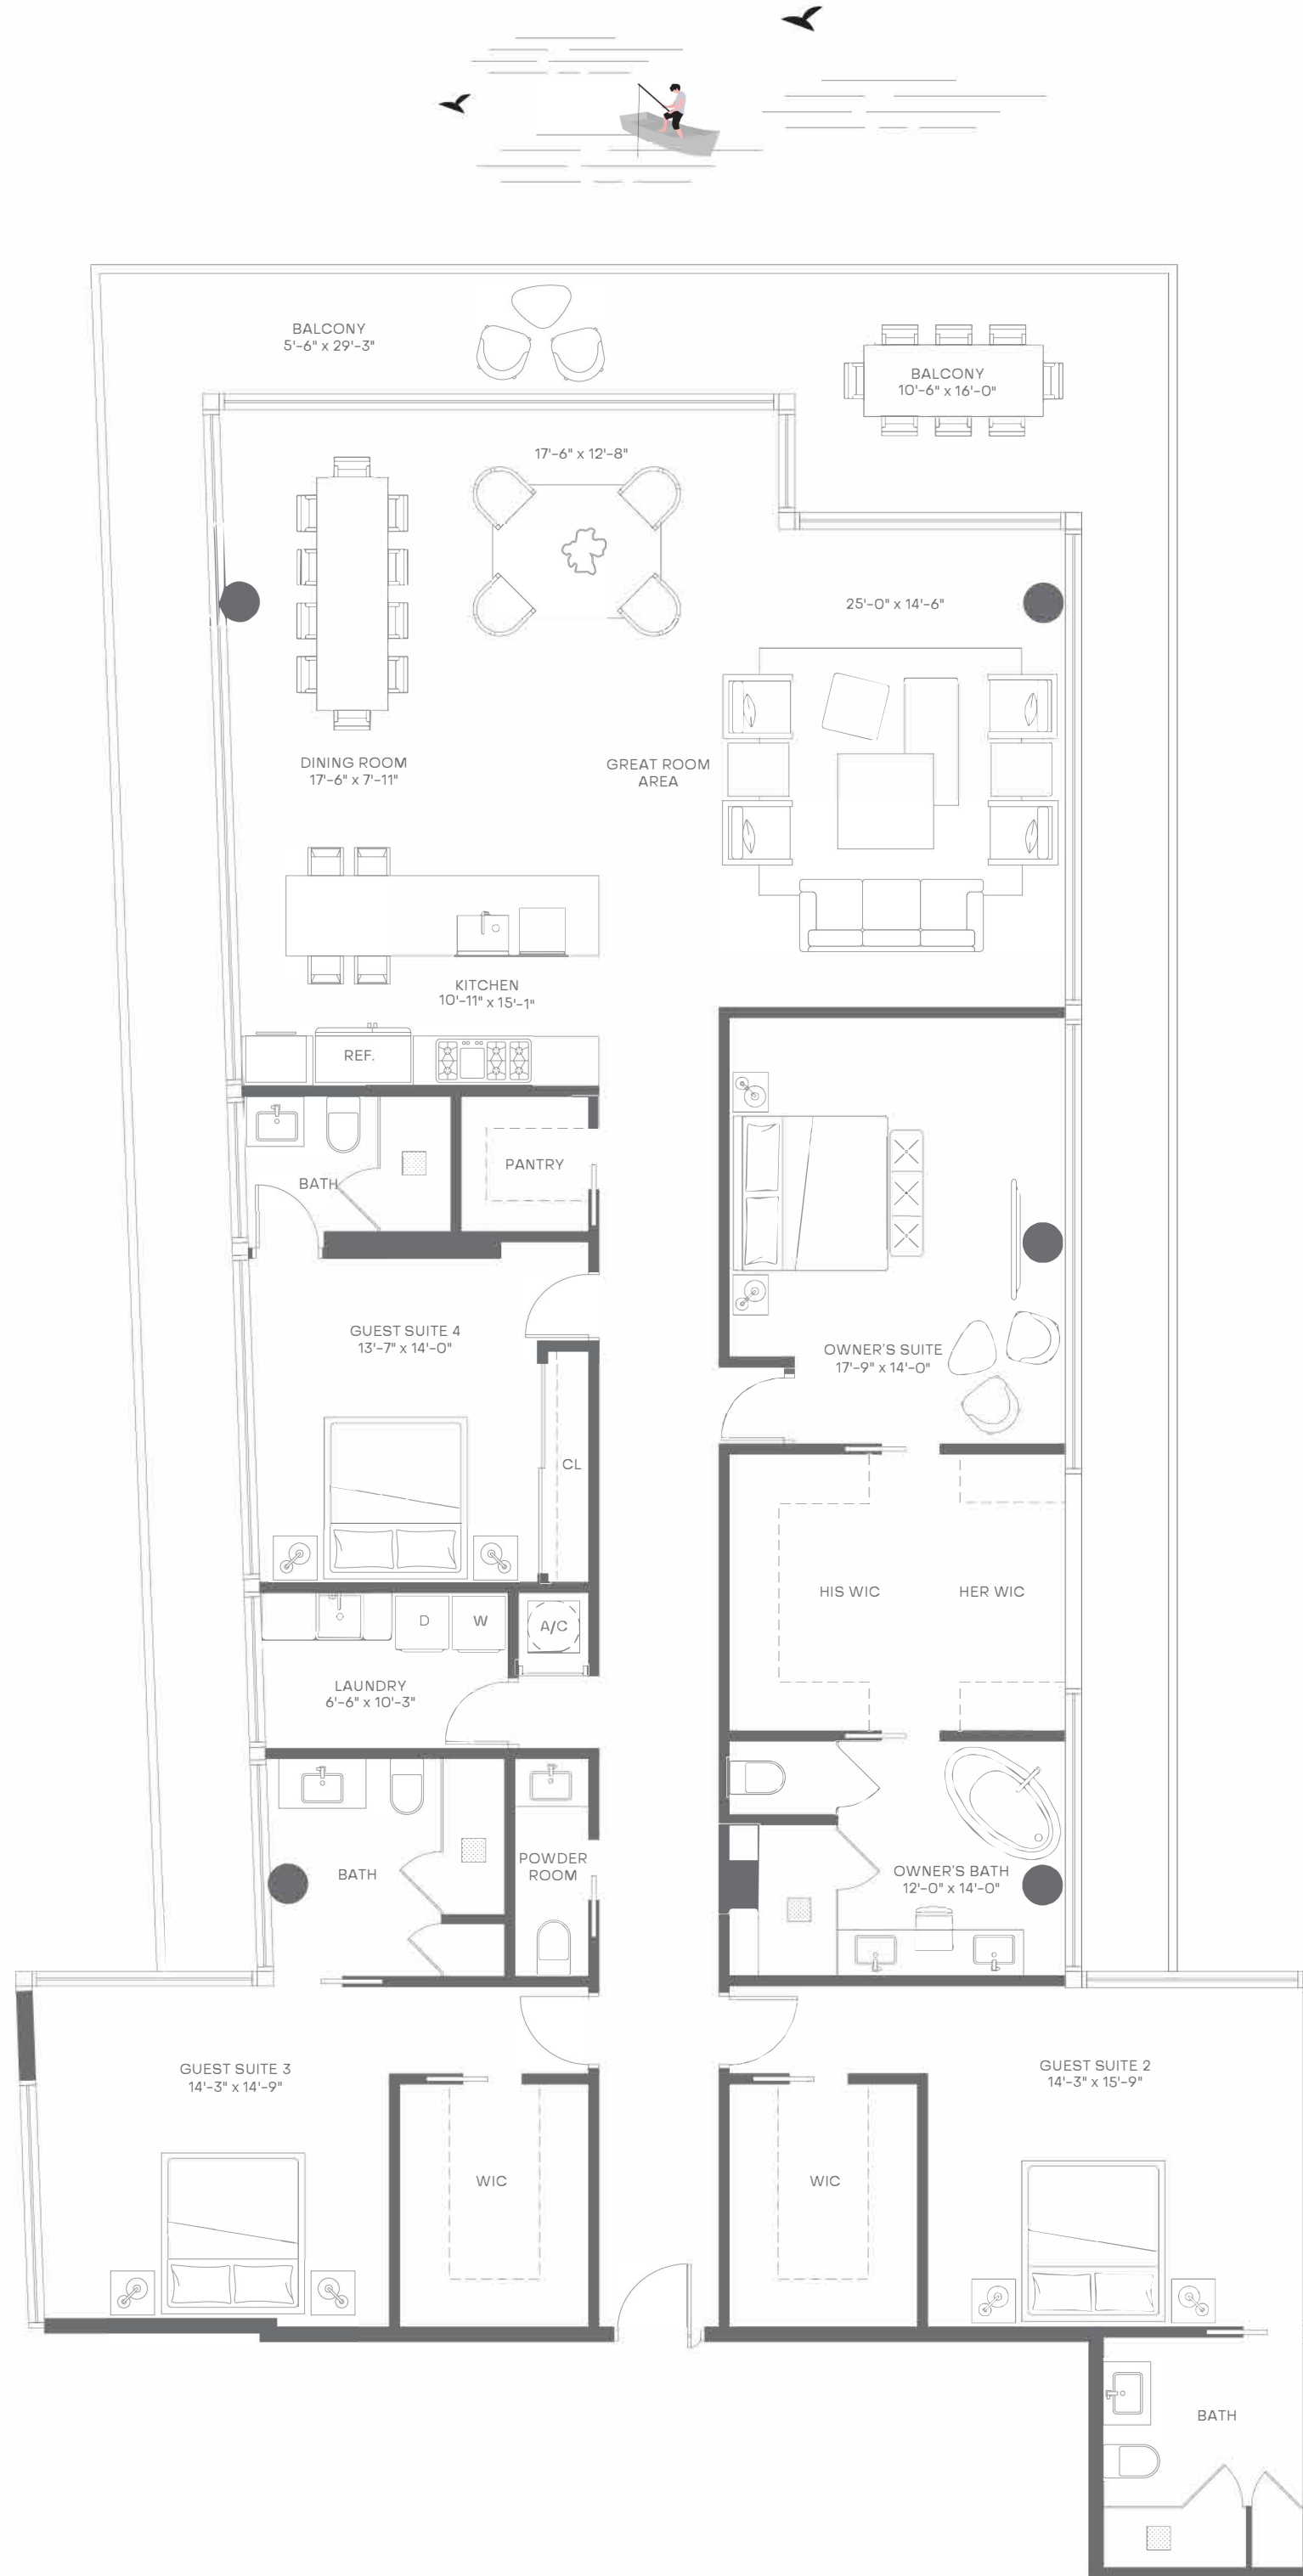 BALCONY
5'-6" x 29'-3"
BALCONY
10'-6" x 16'-0"
17'-6" x 12'-8"
25'-0" x 14'-6"
DINING ROOM
17'-6" x 7'-11"
GREAT ROOM
AREA
KITCHEN
10'-11" x 15'-1"
REF.
BATH
PANTRY
GUEST SUITE 4
13'-7" x 14'-0"
OWNER'S SUITE
17'-9" x 14'-0"
CL
HIS WIC
HER WIC
D
W
A/C
LAUNDRY
6'-6" x 10'-3"
BATH
POWDER
ROOM
OWNER'S BATH
12'-0" x 14'-0"
GUEST SUITE 3
14'-3" x 14'-9"
GUEST SUITE 2
14'-3" x 15'-9"
WIC
WIC
BATH